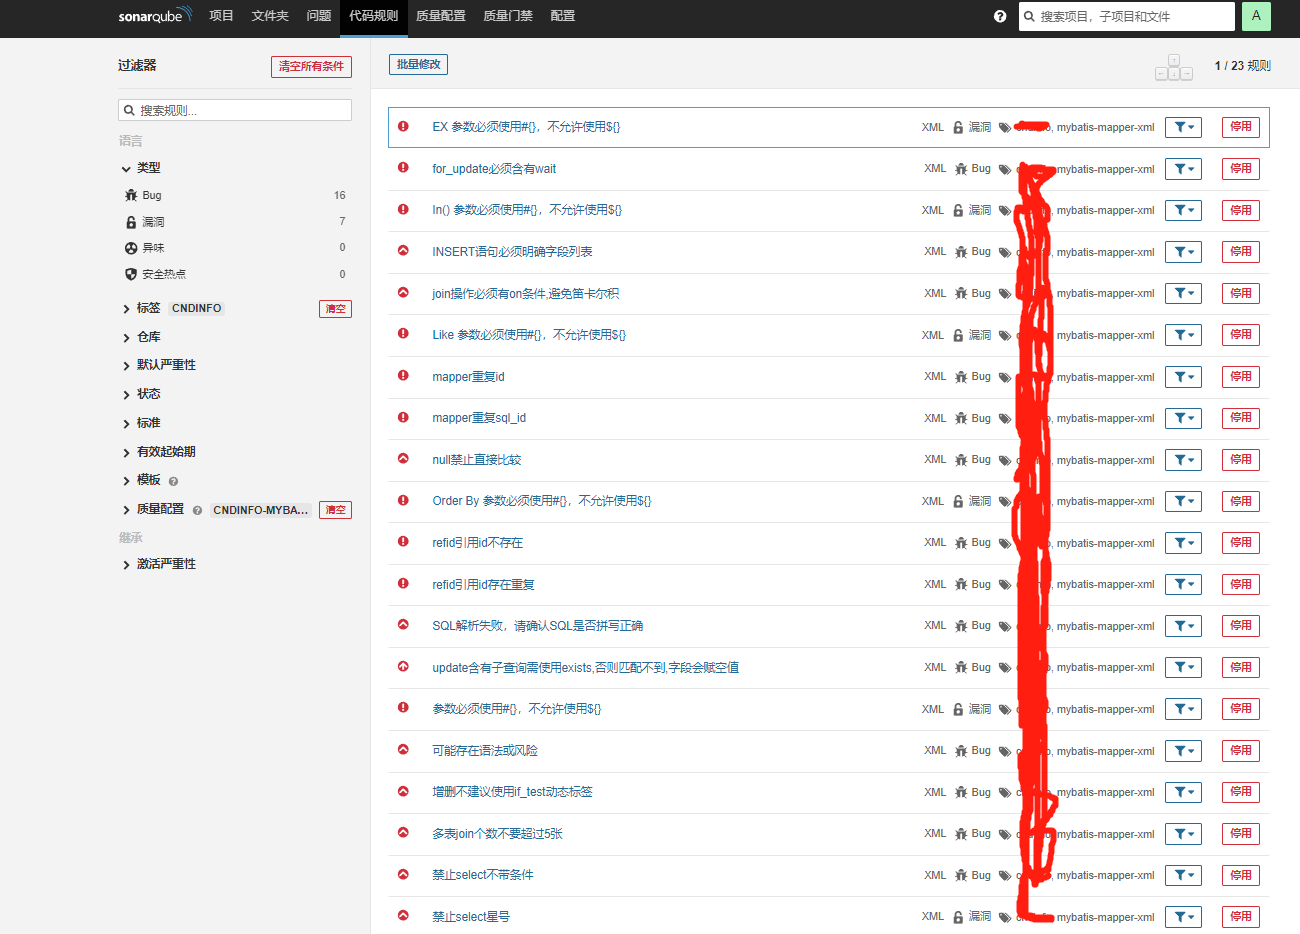 sonarqube 项目 文件夹 问题 代码规则 质量配置 质量门禁 配置 搜索项目，子项目和文件 A
过滤器 清空所有条件
搜索规则...
语言
类型
Bug 16
漏洞 7
异味 0
安全热点 0
标签 CNDINFO 清空
仓库
默认严重性
状态
标准
有效起始期
模板
质量配置 CNDINFO-MYBA... 清空
继承
激活严重性
批量修改 1 / 23 规则
EX 参数必须使用#{}，不允许使用${} XML 漏洞 mybatis-mapper-xml 停用
for_update必须含有wait XML Bug mybatis-mapper-xml 停用
In() 参数必须使用#{}，不允许使用${} XML 漏洞 mybatis-mapper-xml 停用
INSERT语句必须明确字段列表 XML Bug mybatis-mapper-xml 停用
join操作必须有on条件,避免笛卡尔积 XML Bug mybatis-mapper-xml 停用
Like 参数必须使用#{}，不允许使用${} XML 漏洞 mybatis-mapper-xml 停用
mapper重复id XML Bug mybatis-mapper-xml 停用
mapper重复sql_id XML Bug mybatis-mapper-xml 停用
null禁止直接比较 XML Bug mybatis-mapper-xml 停用
Order By 参数必须使用#{}，不允许使用${} XML 漏洞 mybatis-mapper-xml 停用
refid引用id不存在 XML Bug mybatis-mapper-xml 停用
refid引用id存在重复 XML Bug mybatis-mapper-xml 停用
SQL解析失败，请确认SQL是否拼写正确 XML Bug mybatis-mapper-xml 停用
update含有子查询需使用exists,否则匹配不到,字段会赋空值 XML Bug mybatis-mapper-xml 停用
参数必须使用#{}，不允许使用${} XML 漏洞 mybatis-mapper-xml 停用
可能存在语法或风险 XML Bug mybatis-mapper-xml 停用
增删不建议使用if_test动态标签 XML Bug mybatis-mapper-xml 停用
多表join个数不要超过5张 XML Bug mybatis-mapper-xml 停用
禁止select不带条件 XML Bug mybatis-mapper-xml 停用
禁止select星号 XML 漏洞 mybatis-mapper-xml 停用